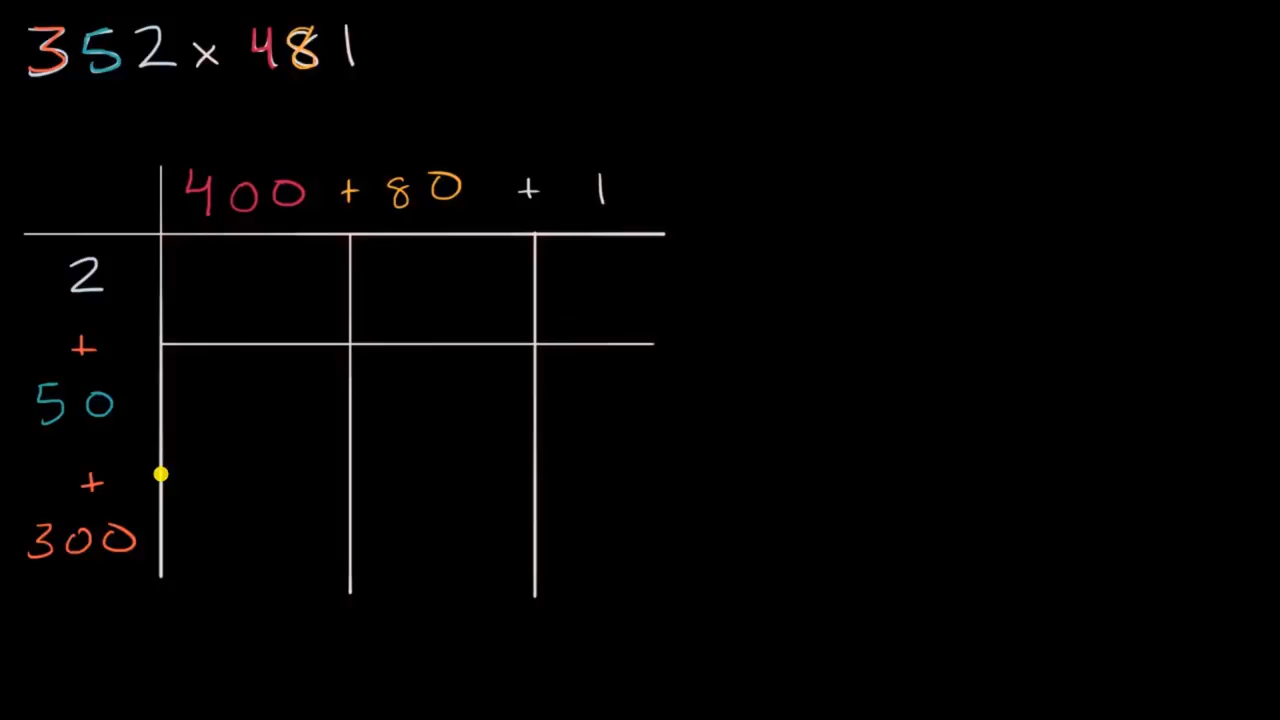 352 × 481
400 + 80 + 1
2
+
50
+
300